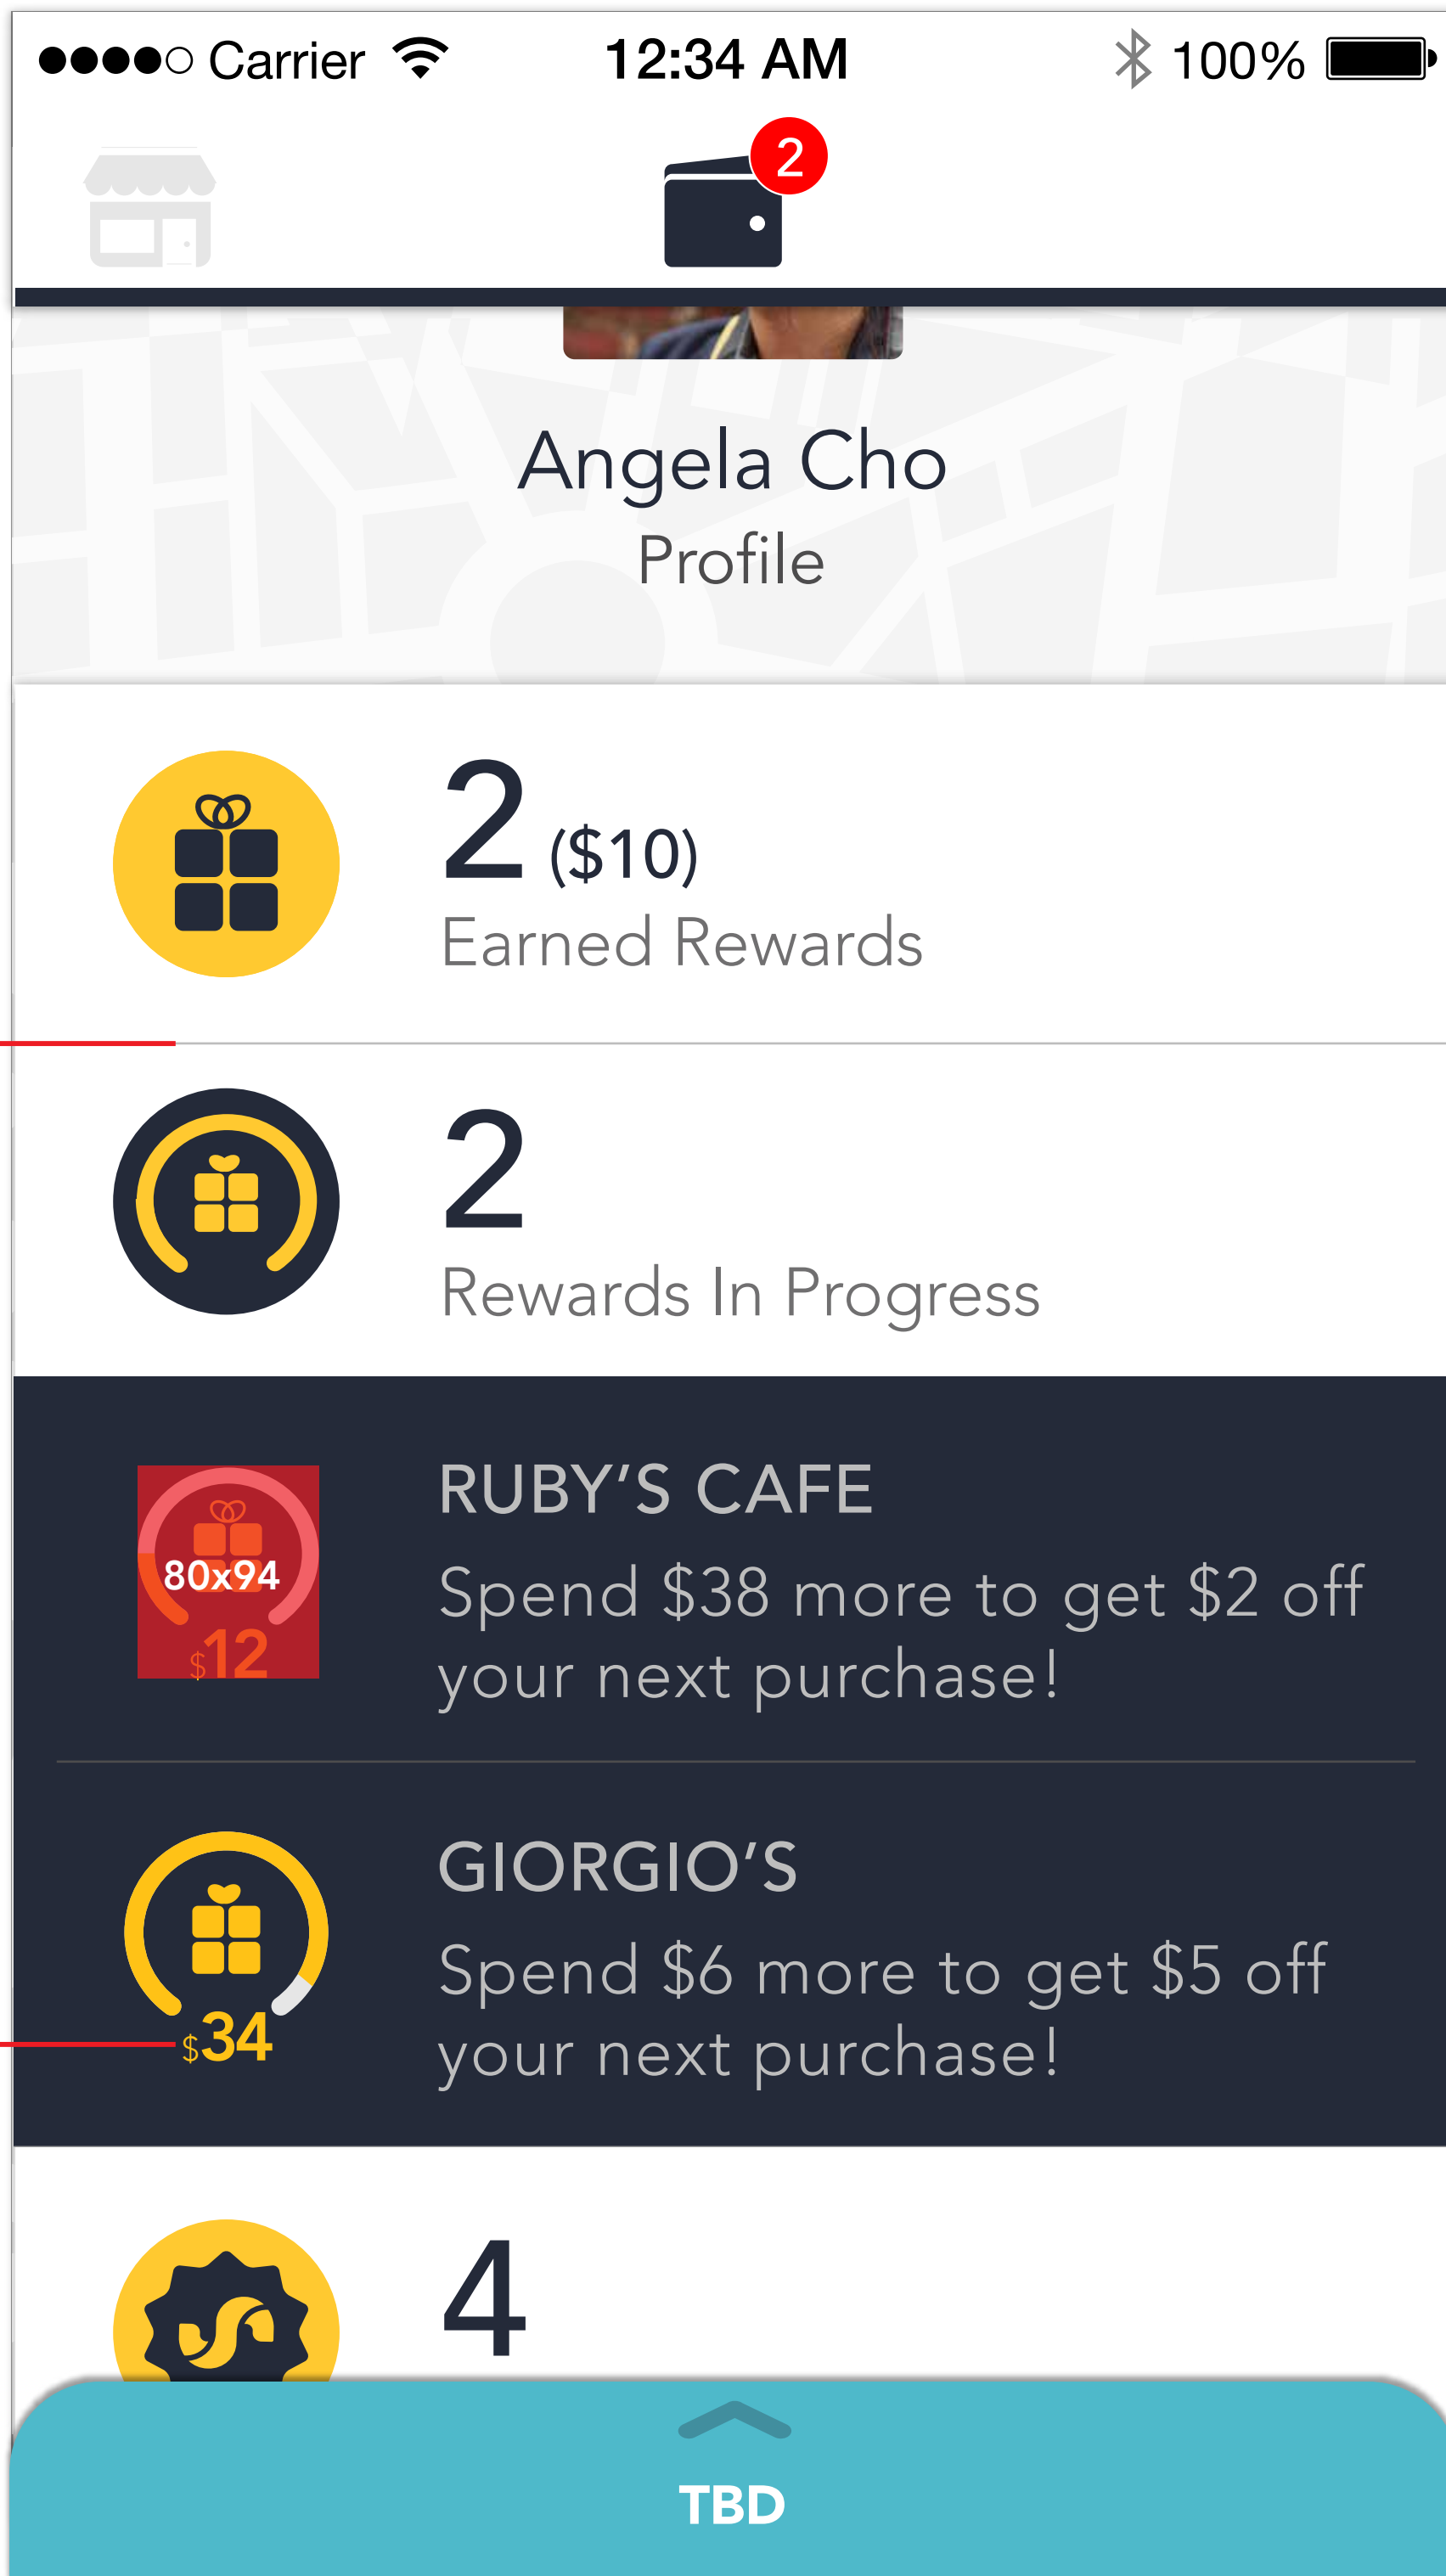 Carrier 12:34 AM 100%
2
Angela Cho
Profile
2 ($10)
Earned Rewards
2
Rewards In Progress
RUBY’S CAFE
Spend $38 more to get $2 off
your next purchase!
80x94
$12
GIORGIO’S
Spend $6 more to get $5 off
your next purchase!
$34
4
TBD